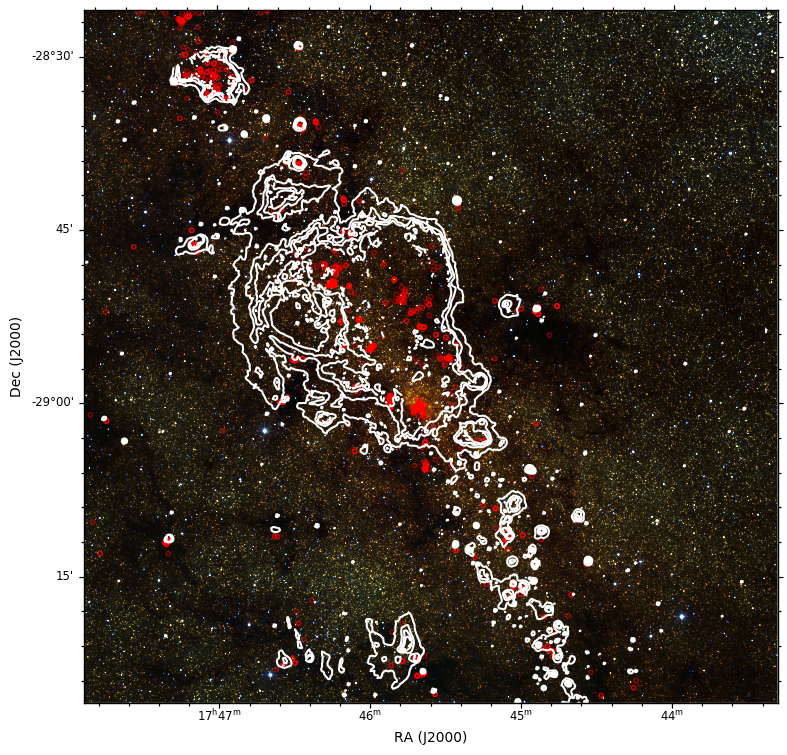 -28°30'
45'
-29°00'
15'
Dec (J2000)
17ʰ47ᵐ 46ᵐ 45ᵐ 44ᵐ
RA (J2000)